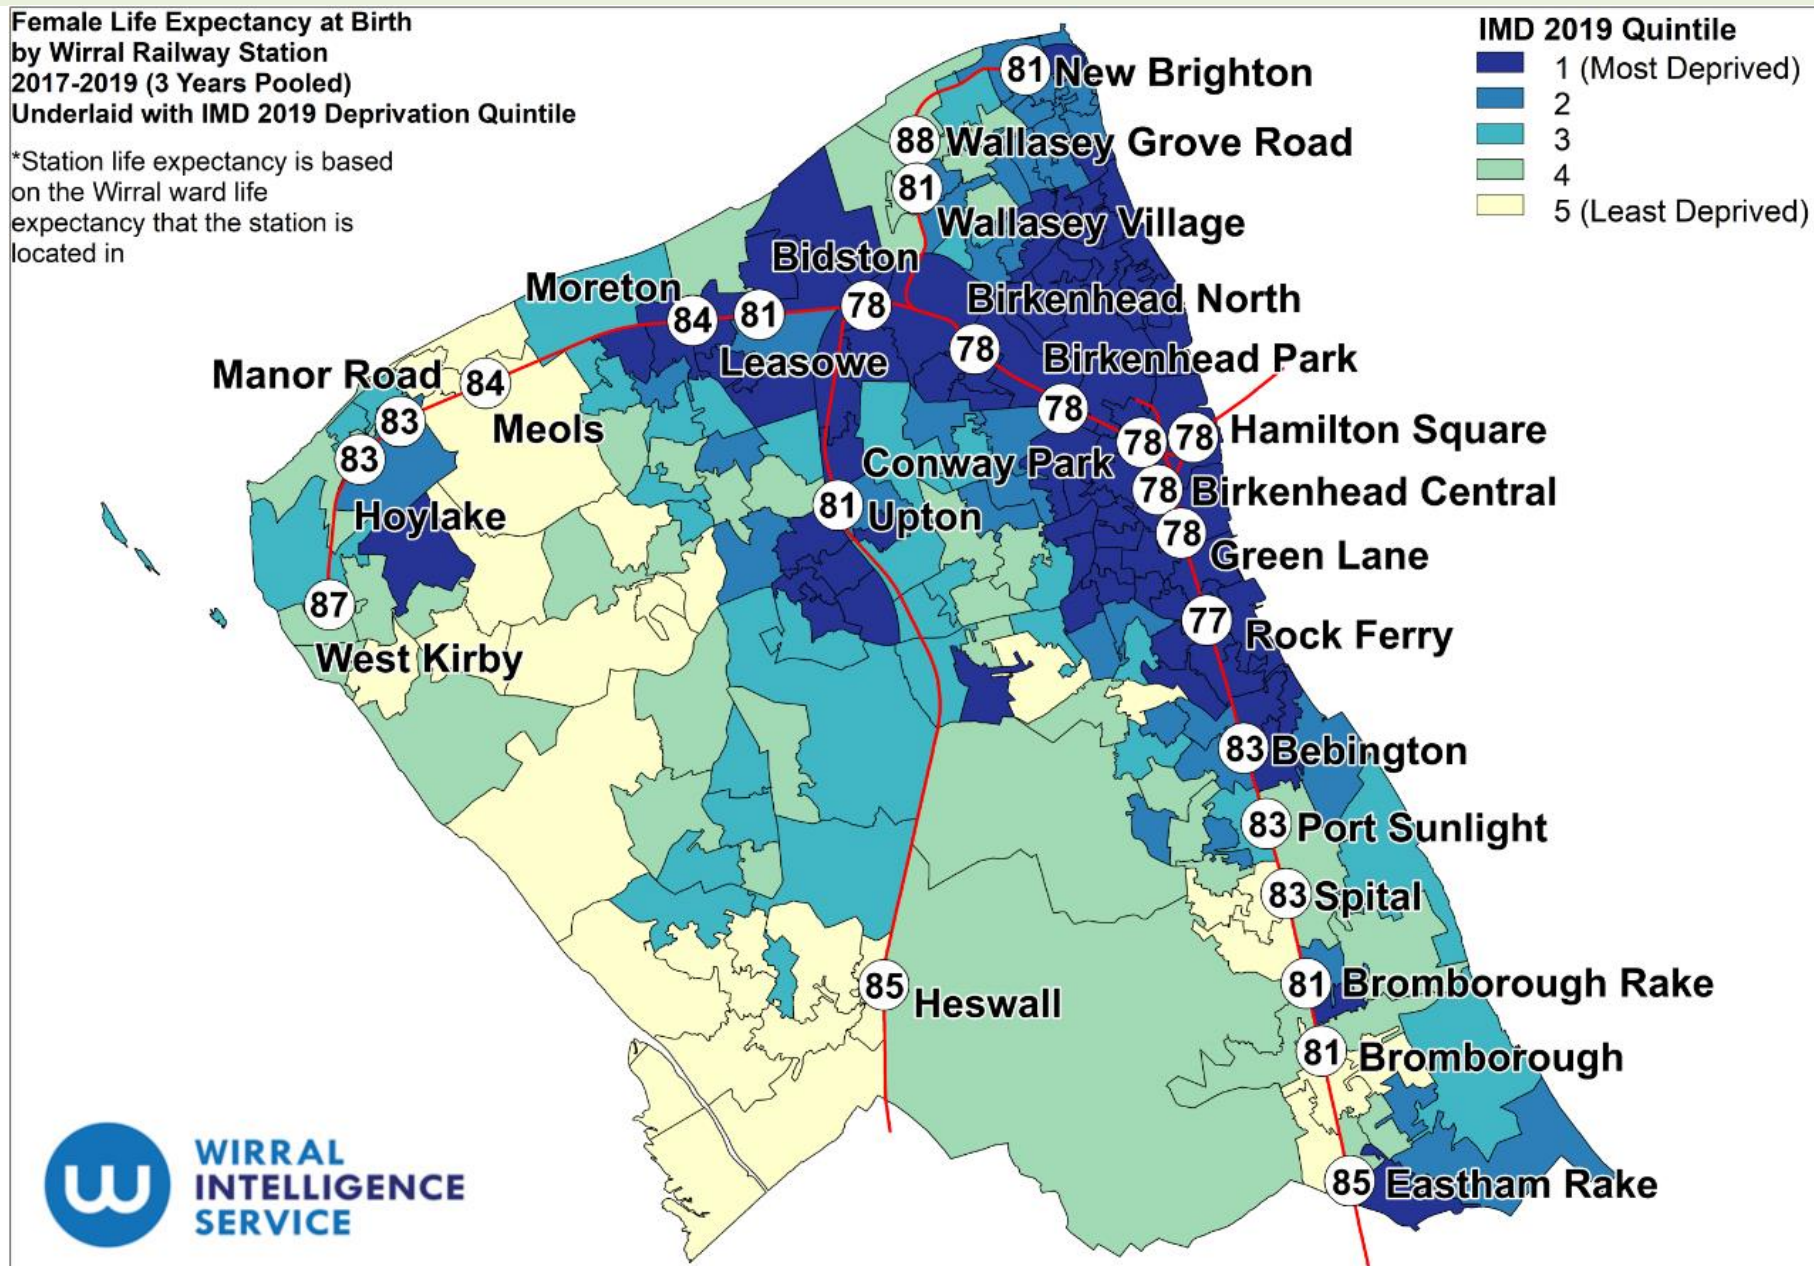 Female Life Expectancy at Birth
by Wirral Railway Station
2017-2019 (3 Years Pooled)
Underlaid with IMD 2019 Deprivation Quintile
*Station life expectancy is based
on the Wirral ward life
expectancy that the station is
located in
IMD 2019 Quintile
1 (Most Deprived)
2
3
4
5 (Least Deprived)
81 New Brighton
88 Wallasey Grove Road
81
Wallasey Village
Bidston
Moreton
84
81
78
Birkenhead North
Leasowe
78
Birkenhead Park
Manor Road
84
83
Meols
78
83
78
78 Hamilton Square
Conway Park
78 Birkenhead Central
Hoylake
81 Upton
78
Green Lane
87
77
Rock Ferry
West Kirby
83 Bebington
83 Port Sunlight
83 Spital
85 Heswall
81 Bromborough Rake
81 Bromborough
85 Eastham Rake
WIRRAL
INTELLIGENCE
SERVICE